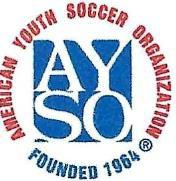 AMERICAN YOUTH SOCCER ORGANIZATION
AY
SO
FOUNDED 1964 ®